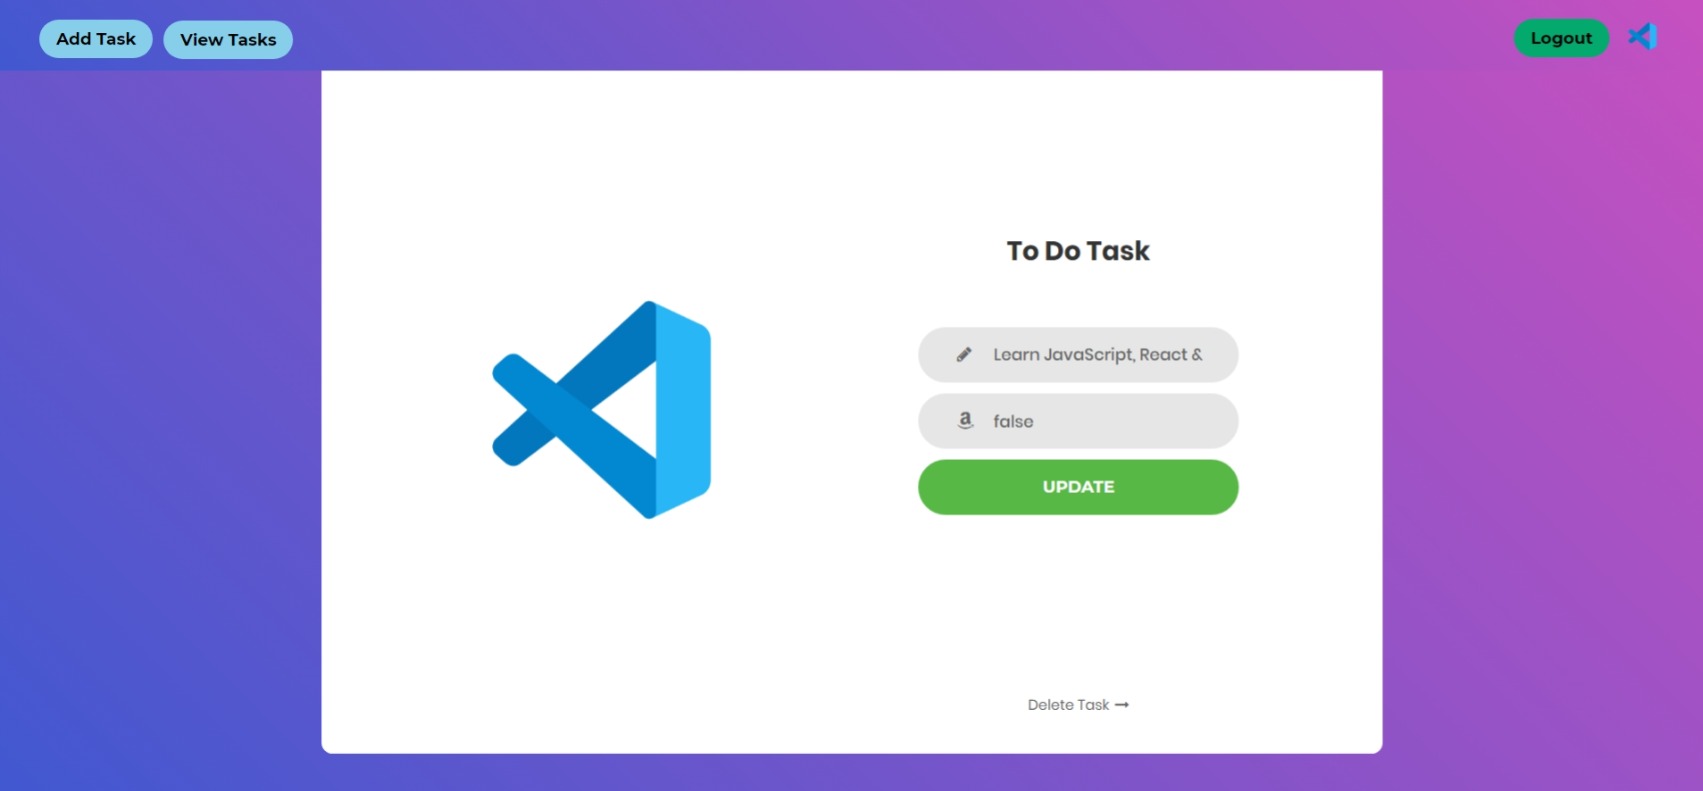 Add Task
View Tasks
Logout
To Do Task
Learn JavaScript, React &
false
UPDATE
Delete Task